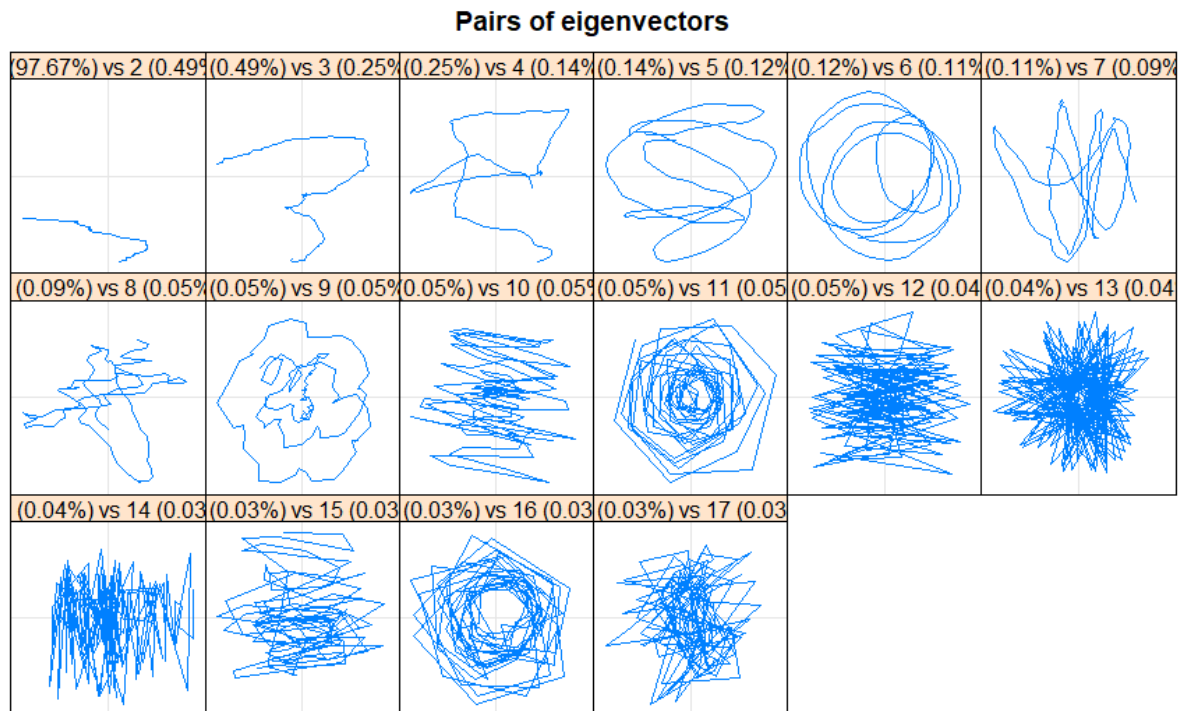 Pairs of eigenvectors
(97.67%) vs 2 (0.49%
(0.49%) vs 3 (0.25%
(0.25%) vs 4 (0.14%
(0.14%) vs 5 (0.12%
(0.12%) vs 6 (0.11%
(0.11%) vs 7 (0.09%
(0.09%) vs 8 (0.05%
(0.05%) vs 9 (0.05%
(0.05%) vs 10 (0.05%
(0.05%) vs 11 (0.05
(0.05%) vs 12 (0.04
(0.04%) vs 13 (0.04
(0.04%) vs 14 (0.03
(0.03%) vs 15 (0.03
(0.03%) vs 16 (0.03
(0.03%) vs 17 (0.03